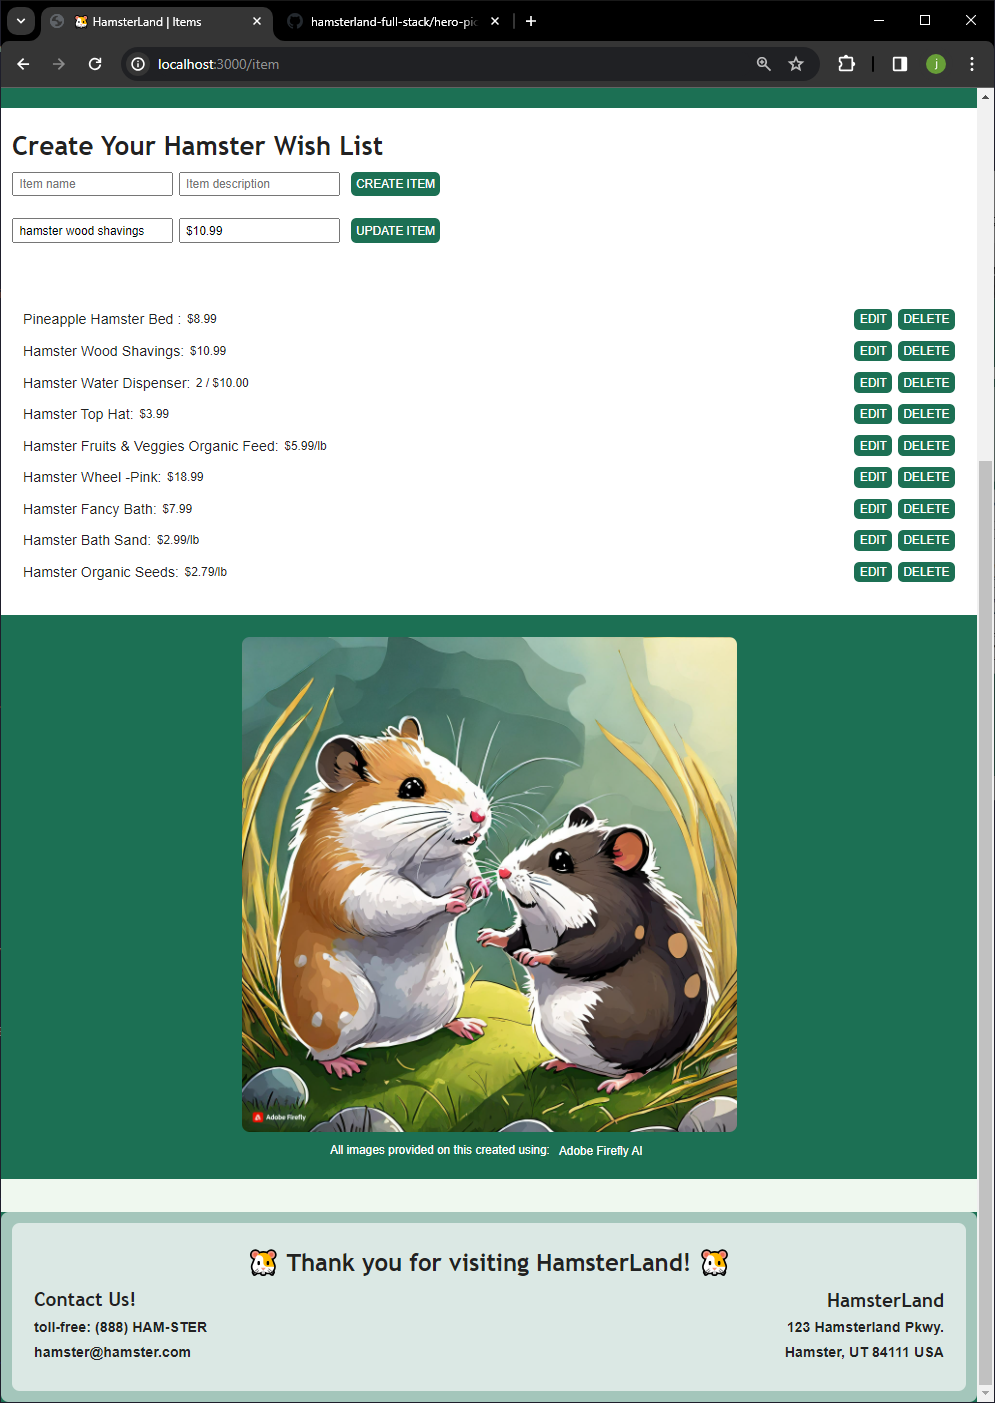 HamsterLand | Items
hamsterland-full-stack/hero-pic
localhost:3000/item
j
Create Your Hamster Wish List
Item name Item description CREATE ITEM
hamster wood shavings $10.99 UPDATE ITEM
Pineapple Hamster Bed : $8.99 EDIT DELETE
Hamster Wood Shavings: $10.99 EDIT DELETE
Hamster Water Dispenser: 2 / $10.00 EDIT DELETE
Hamster Top Hat: $3.99 EDIT DELETE
Hamster Fruits & Veggies Organic Feed: $5.99/lb EDIT DELETE
Hamster Wheel -Pink: $18.99 EDIT DELETE
Hamster Fancy Bath: $7.99 EDIT DELETE
Hamster Bath Sand: $2.99/lb EDIT DELETE
Hamster Organic Seeds: $2.79/lb EDIT DELETE
Adobe Firefly
All images provided on this created using: Adobe Firefly AI
Thank you for visiting HamsterLand!
Contact Us!
toll-free: (888) HAM-STER
hamster@hamster.com
HamsterLand
123 Hamsterland Pkwy.
Hamster, UT 84111 USA